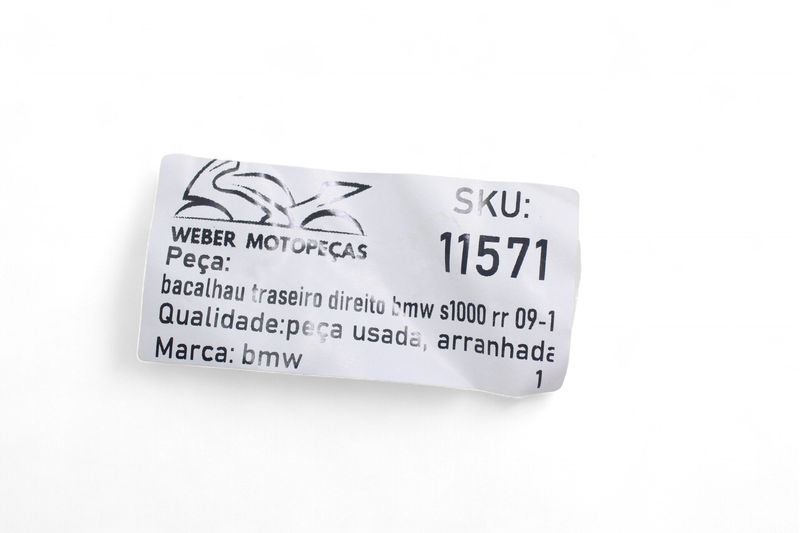 SKU:
11571
WEBER MOTOPEÇAS
Peça:
bacalhau traseiro direito bmw s1000 rr 09-1
Qualidade:peça usada, arranhada
Marca: bmw
1